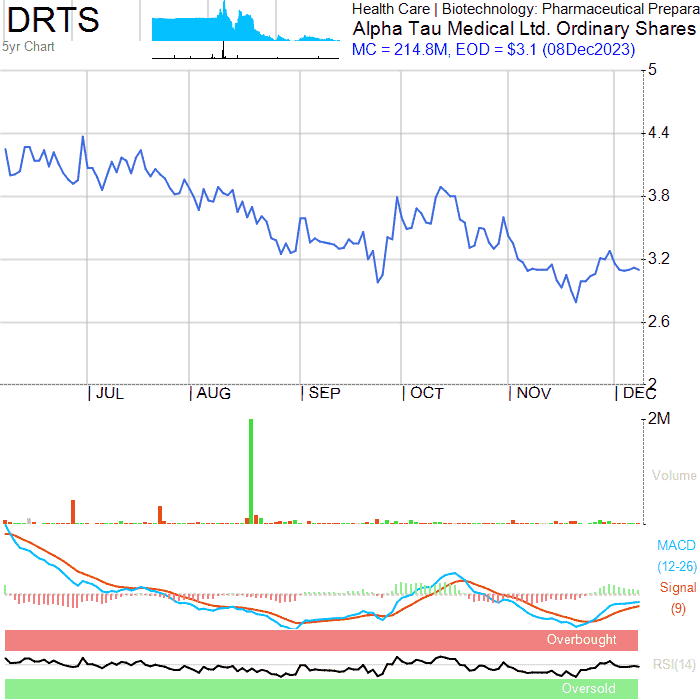 DRTS
5yr Chart
Health Care | Biotechnology: Pharmaceutical Prepara
Alpha Tau Medical Ltd. Ordinary Shares
MC = 214.8M, EOD = $3.1 (08Dec2023)
5
4.4
3.8
3.2
2.6
2
JUL AUG SEP OCT NOV DEC
2M
Volume
MACD
(12-26)
Signal
(9)
Overbought
RSI(14)
Oversold